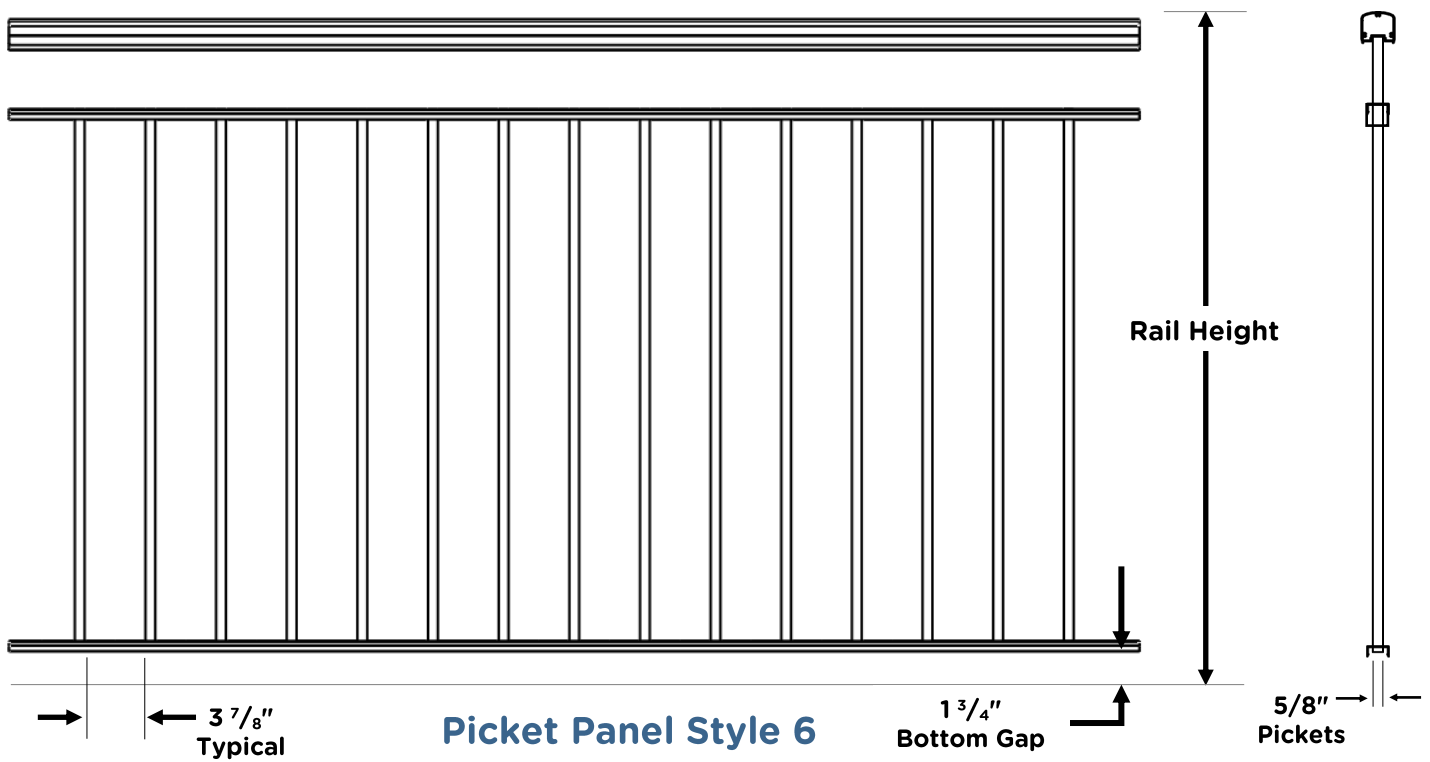 Rail Height
3 ⁷/₈"
Typical
Picket Panel Style 6
1 ³/₄"
Bottom Gap
5/8"
Pickets